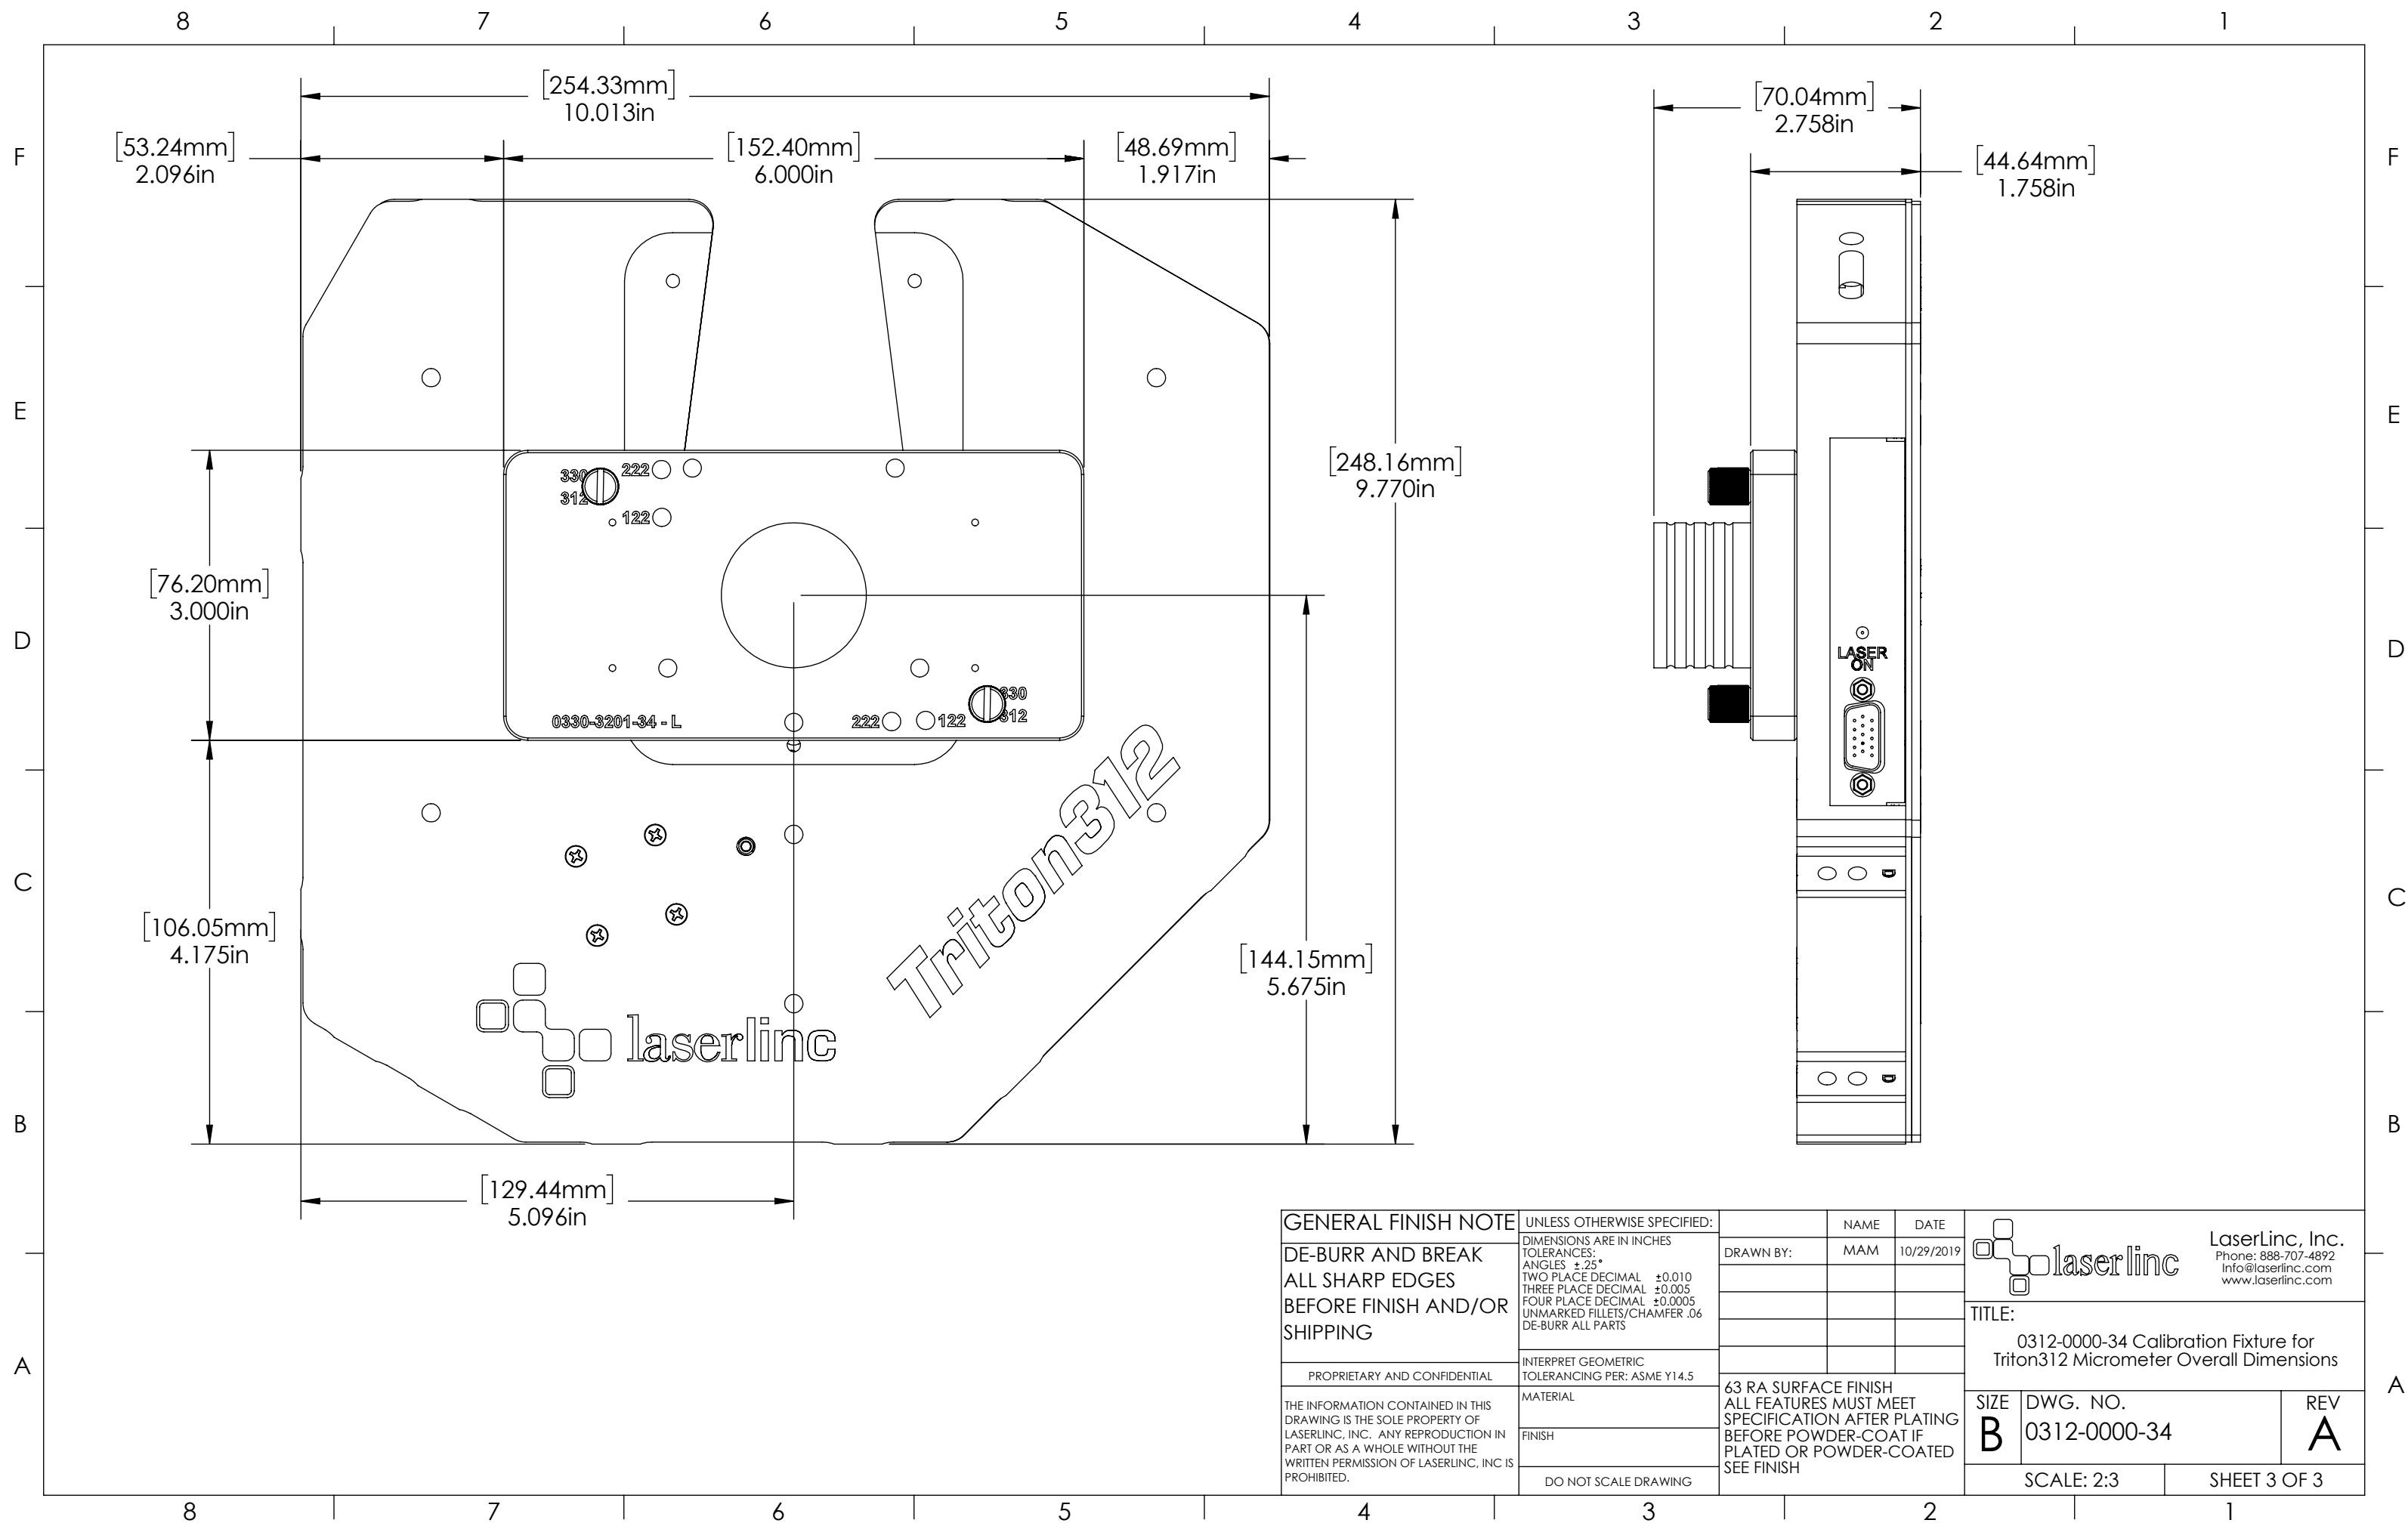 8 7 6 5 4 3 2 1
F
E
D
C
B
A
F
E
D
C
B
A
[254.33mm]
10.013in
[53.24mm]
2.096in
[152.40mm]
6.000in
[48.69mm]
1.917in
[70.04mm]
2.758in
[44.64mm]
1.758in
[248.16mm]
9.770in
[76.20mm]
3.000in
330
312
222
122
0330-3201-34 - L
222
122
330
312
LASER
ON
Triton312
[106.05mm]
4.175in
[144.15mm]
5.675in
laserlinc
[129.44mm]
5.096in
GENERAL FINISH NOTE
DE-BURR AND BREAK
ALL SHARP EDGES
BEFORE FINISH AND/OR
SHIPPING
PROPRIETARY AND CONFIDENTIAL
THE INFORMATION CONTAINED IN THIS
DRAWING IS THE SOLE PROPERTY OF
LASERLINC, INC. ANY REPRODUCTION IN
PART OR AS A WHOLE WITHOUT THE
WRITTEN PERMISSION OF LASERLINC, INC IS
PROHIBITED.
UNLESS OTHERWISE SPECIFIED:
DIMENSIONS ARE IN INCHES
TOLERANCES:
ANGLES ±.25°
TWO PLACE DECIMAL ±0.010
THREE PLACE DECIMAL ±0.005
FOUR PLACE DECIMAL ±0.0005
UNMARKED FILLETS/CHAMFER .06
DE-BURR ALL PARTS
INTERPRET GEOMETRIC
TOLERANCING PER: ASME Y14.5
MATERIAL
FINISH
DO NOT SCALE DRAWING
NAME DATE
DRAWN BY: MAM 10/29/2019
63 RA SURFACE FINISH
ALL FEATURES MUST MEET
SPECIFICATION AFTER PLATING
BEFORE POWDER-COAT IF
PLATED OR POWDER-COATED
SEE FINISH
laserlinc
LaserLinc, Inc.
Phone: 888-707-4892
Info@laserlinc.com
www.laserlinc.com
TITLE:
0312-0000-34 Calibration Fixture for
Triton312 Micrometer Overall Dimensions
SIZE
B
DWG. NO.
0312-0000-34
REV
A
SCALE: 2:3
SHEET 3 OF 3
8 7 6 5 4 3 2 1